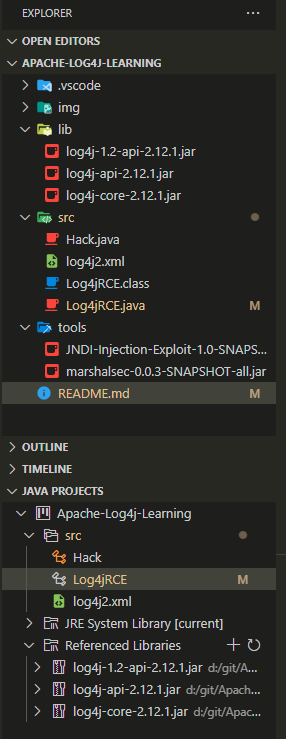 EXPLORER
OPEN EDITORS
APACHE-LOG4J-LEARNING
.vscode
img
lib
log4j-1.2-api-2.12.1.jar
log4j-api-2.12.1.jar
log4j-core-2.12.1.jar
src
Hack.java
log4j2.xml
Log4jRCE.class
Log4jRCE.java M
tools
JNDI-Injection-Exploit-1.0-SNAPS...
marshalsec-0.0.3-SNAPSHOT-all.jar
README.md M
OUTLINE
TIMELINE
JAVA PROJECTS
Apache-Log4j-Learning
src
Hack
Log4jRCE M
log4j2.xml
JRE System Library [current]
Referenced Libraries
log4j-1.2-api-2.12.1.jar d:/git/A...
log4j-api-2.12.1.jar d:/git/Apach...
log4j-core-2.12.1.jar d:/git/Apac...